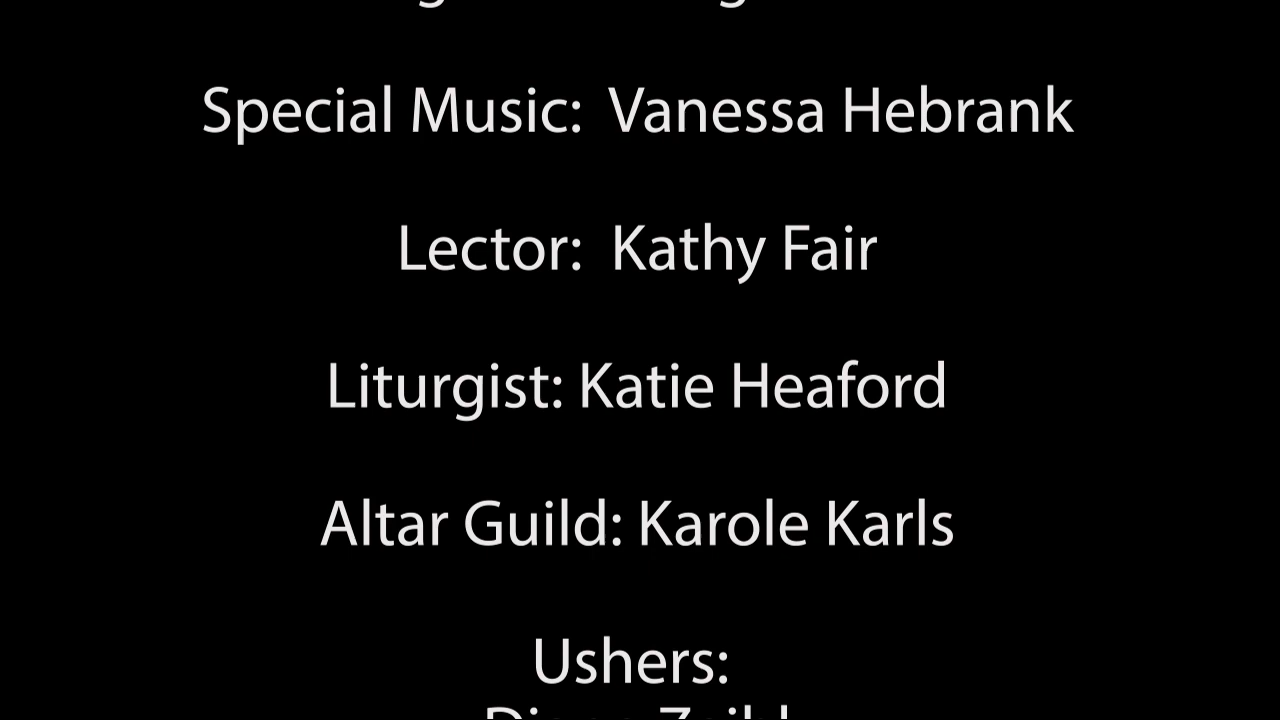 Special Music:  Vanessa Hebrank
Lector:  Kathy Fair
Liturgist: Katie Heaford
Altar Guild: Karole Karls
Ushers: